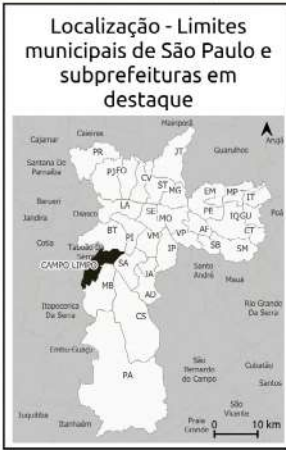 Localização - Limites
municipais de São Paulo e
subprefeituras em
destaque
Mairiporã
Cajamar
Caieiras
Arujá
JT
Guarulhos
PR
Santana De
Parnaíba
PJ
FO
CV
ST
MG
EM
MP
IT
Barueri
LA
SE
MO
PE
IQ
GU
Poá
Jandira
Osasco
BT
PI
VM
VP
AF
CT
Cotia
Taboão Da
Serra
IP
SB
SM
CAMPO LIMPO
SA
JA
Santo
André
Mauá
MB
AD
Itapecerica
Da Serra
CS
Rio Grande
Da Serra
Embu-Guaçu
PA
São
Bernardo
do Campo
Cubatão
Santos
São
Vicente
Juquitiba
Itanhaém
Praia
Grande
0
10 km